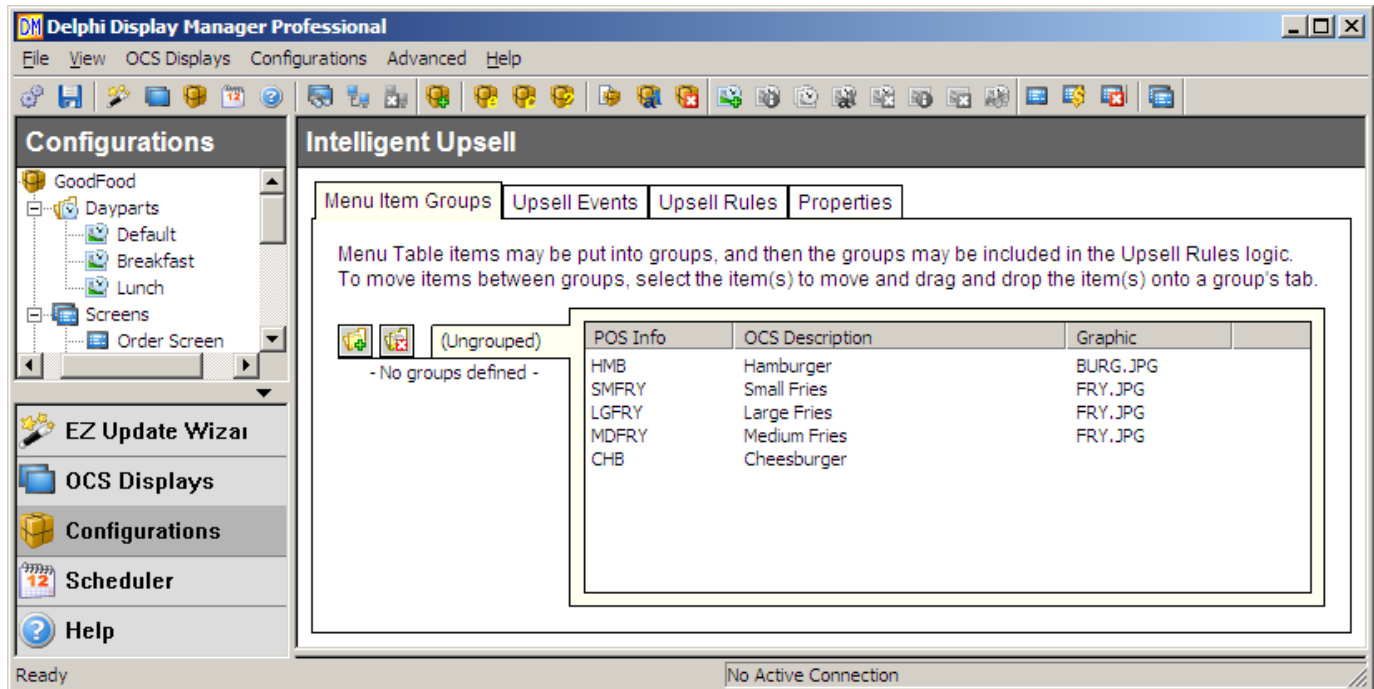 DM Delphi Display Manager Professional
File View OCS Displays Configurations Advanced Help
12
Configurations
Intelligent Upsell
GoodFood
Dayparts
Default
Breakfast
Lunch
Screens
Order Screen
Menu Item Groups Upsell Events Upsell Rules Properties
Menu Table items may be put into groups, and then the groups may be included in the Upsell Rules logic.
To move items between groups, select the item(s) to move and drag and drop the item(s) onto a group's tab.
(Ungrouped)
- No groups defined -
POS Info OCS Description Graphic
HMB Hamburger BURG.JPG
SMFRY Small Fries FRY.JPG
LGFRY Large Fries FRY.JPG
MDFRY Medium Fries FRY.JPG
CHB Cheesburger
EZ Update Wizar
OCS Displays
Configurations
12 Scheduler
Help
Ready No Active Connection